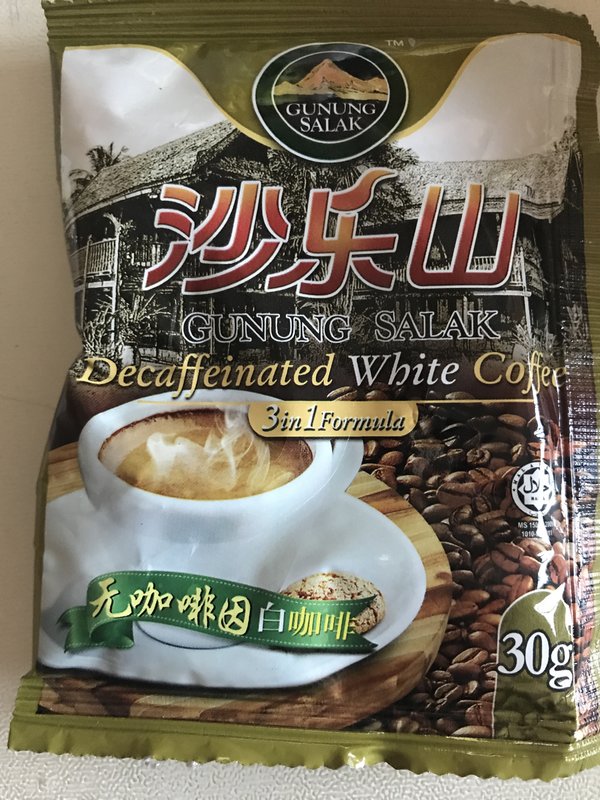 TM
GUNUNG
SALAK
沙乐山
GUNUNG SALAK
Decaffeinated White Coffee
3in1Formula
无咖啡因白咖啡
30g